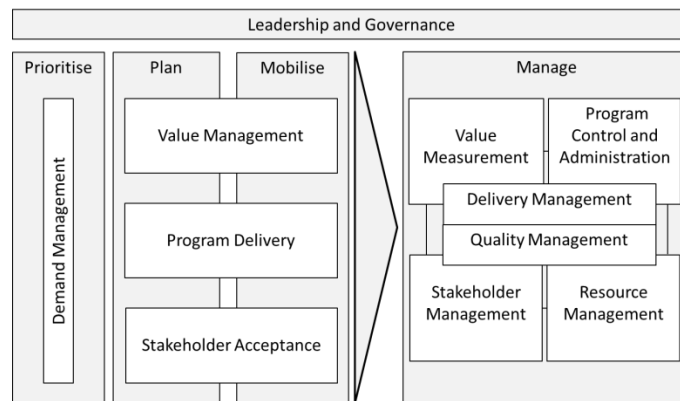 Leadership and Governance
Prioritise
Plan
Mobilise
Manage
Demand Management
Value Management
Program Delivery
Stakeholder Acceptance
Value
Measurement
Program
Control and
Administration
Delivery Management
Quality Management
Stakeholder
Management
Resource
Management